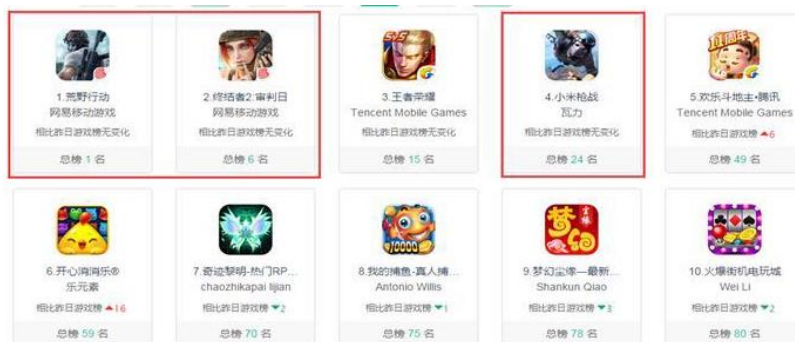 1.荒野行动
网易移动游戏
相比昨日游戏榜无变化
总榜 1 名
2.终结者2:审判日
网易移动游戏
相比昨日游戏榜无变化
总榜 6 名
3.王者荣耀
Tencent Mobile Games
相比昨日游戏榜无变化
总榜 15 名
4.小米枪战
瓦力
相比昨日游戏榜无变化
总榜 24 名
5.欢乐斗地主•腾讯
Tencent Mobile Games
相比昨日游戏榜 ▲6
总榜 49 名
6.开心消消乐®
乐元素
相比昨日游戏榜 ▲16
总榜 59 名
7.奇迹黎明-热门RP...
chaozhikapai lijian
相比昨日游戏榜 ▼2
总榜 70 名
10000
8.我的捕鱼-真人捕...
Antonio Willis
相比昨日游戏榜 ▼1
总榜 75 名
梦幻
9.梦幻尘缘—最新...
Shankun Qiao
相比昨日游戏榜 ▼3
总榜 78 名
10.火爆街机电玩城
Wei Li
相比昨日游戏榜 ▼2
总榜 80 名